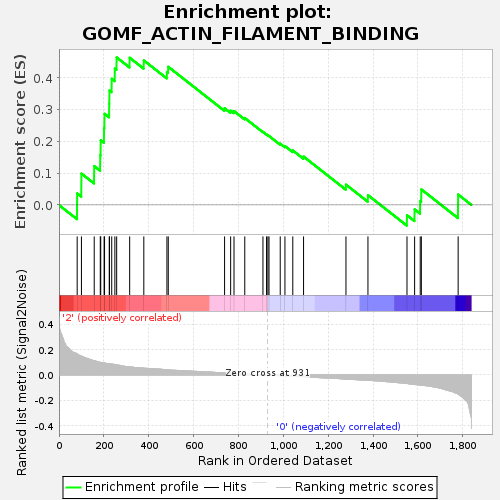 Enrichment plot:
GOMF_ACTIN_FILAMENT_BINDING
Enrichment score (ES)
0.4
0.3
0.2
0.1
0.0
Ranked list metric (Signal2Noise)
'2' (positively correlated)
0.4
0.2
0.0
-0.2
-0.4
Zero cross at 931
'0' (negatively correlated)
0 200 400 600 800 1,000 1,200 1,400 1,600 1,800
Rank in Ordered Dataset
Enrichment profile Hits Ranking metric scores